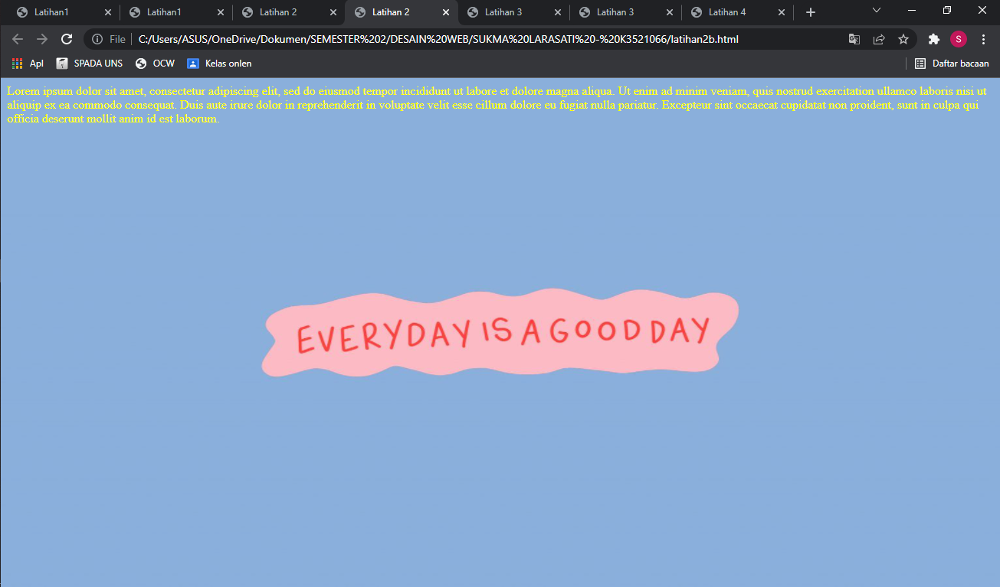 Latihan1 Latihan1 Latihan 2 Latihan 2 Latihan 3 Latihan 3 Latihan 4
File C:/Users/ASUS/OneDrive/Dokumen/SEMESTER%202/DESAIN%20WEB/SUKMA%20LARASATI%20-%20K3521066/latihan2b.html S
Apl SPADA UNS OCW Kelas onlen Daftar bacaan
Lorem ipsum dolor sit amet, consectetur adipiscing elit, sed do eiusmod tempor incididunt ut labore et dolore magna aliqua. Ut enim ad minim veniam, quis nostrud exercitation ullamco laboris nisi ut
aliquip ex ea commodo consequat. Duis aute irure dolor in reprehenderit in voluptate velit esse cillum dolore eu fugiat nulla pariatur. Excepteur sint occaecat cupidatat non proident, sunt in culpa qui
officia deserunt mollit anim id est laborum.
EVERYDAY IS A GOOD DAY